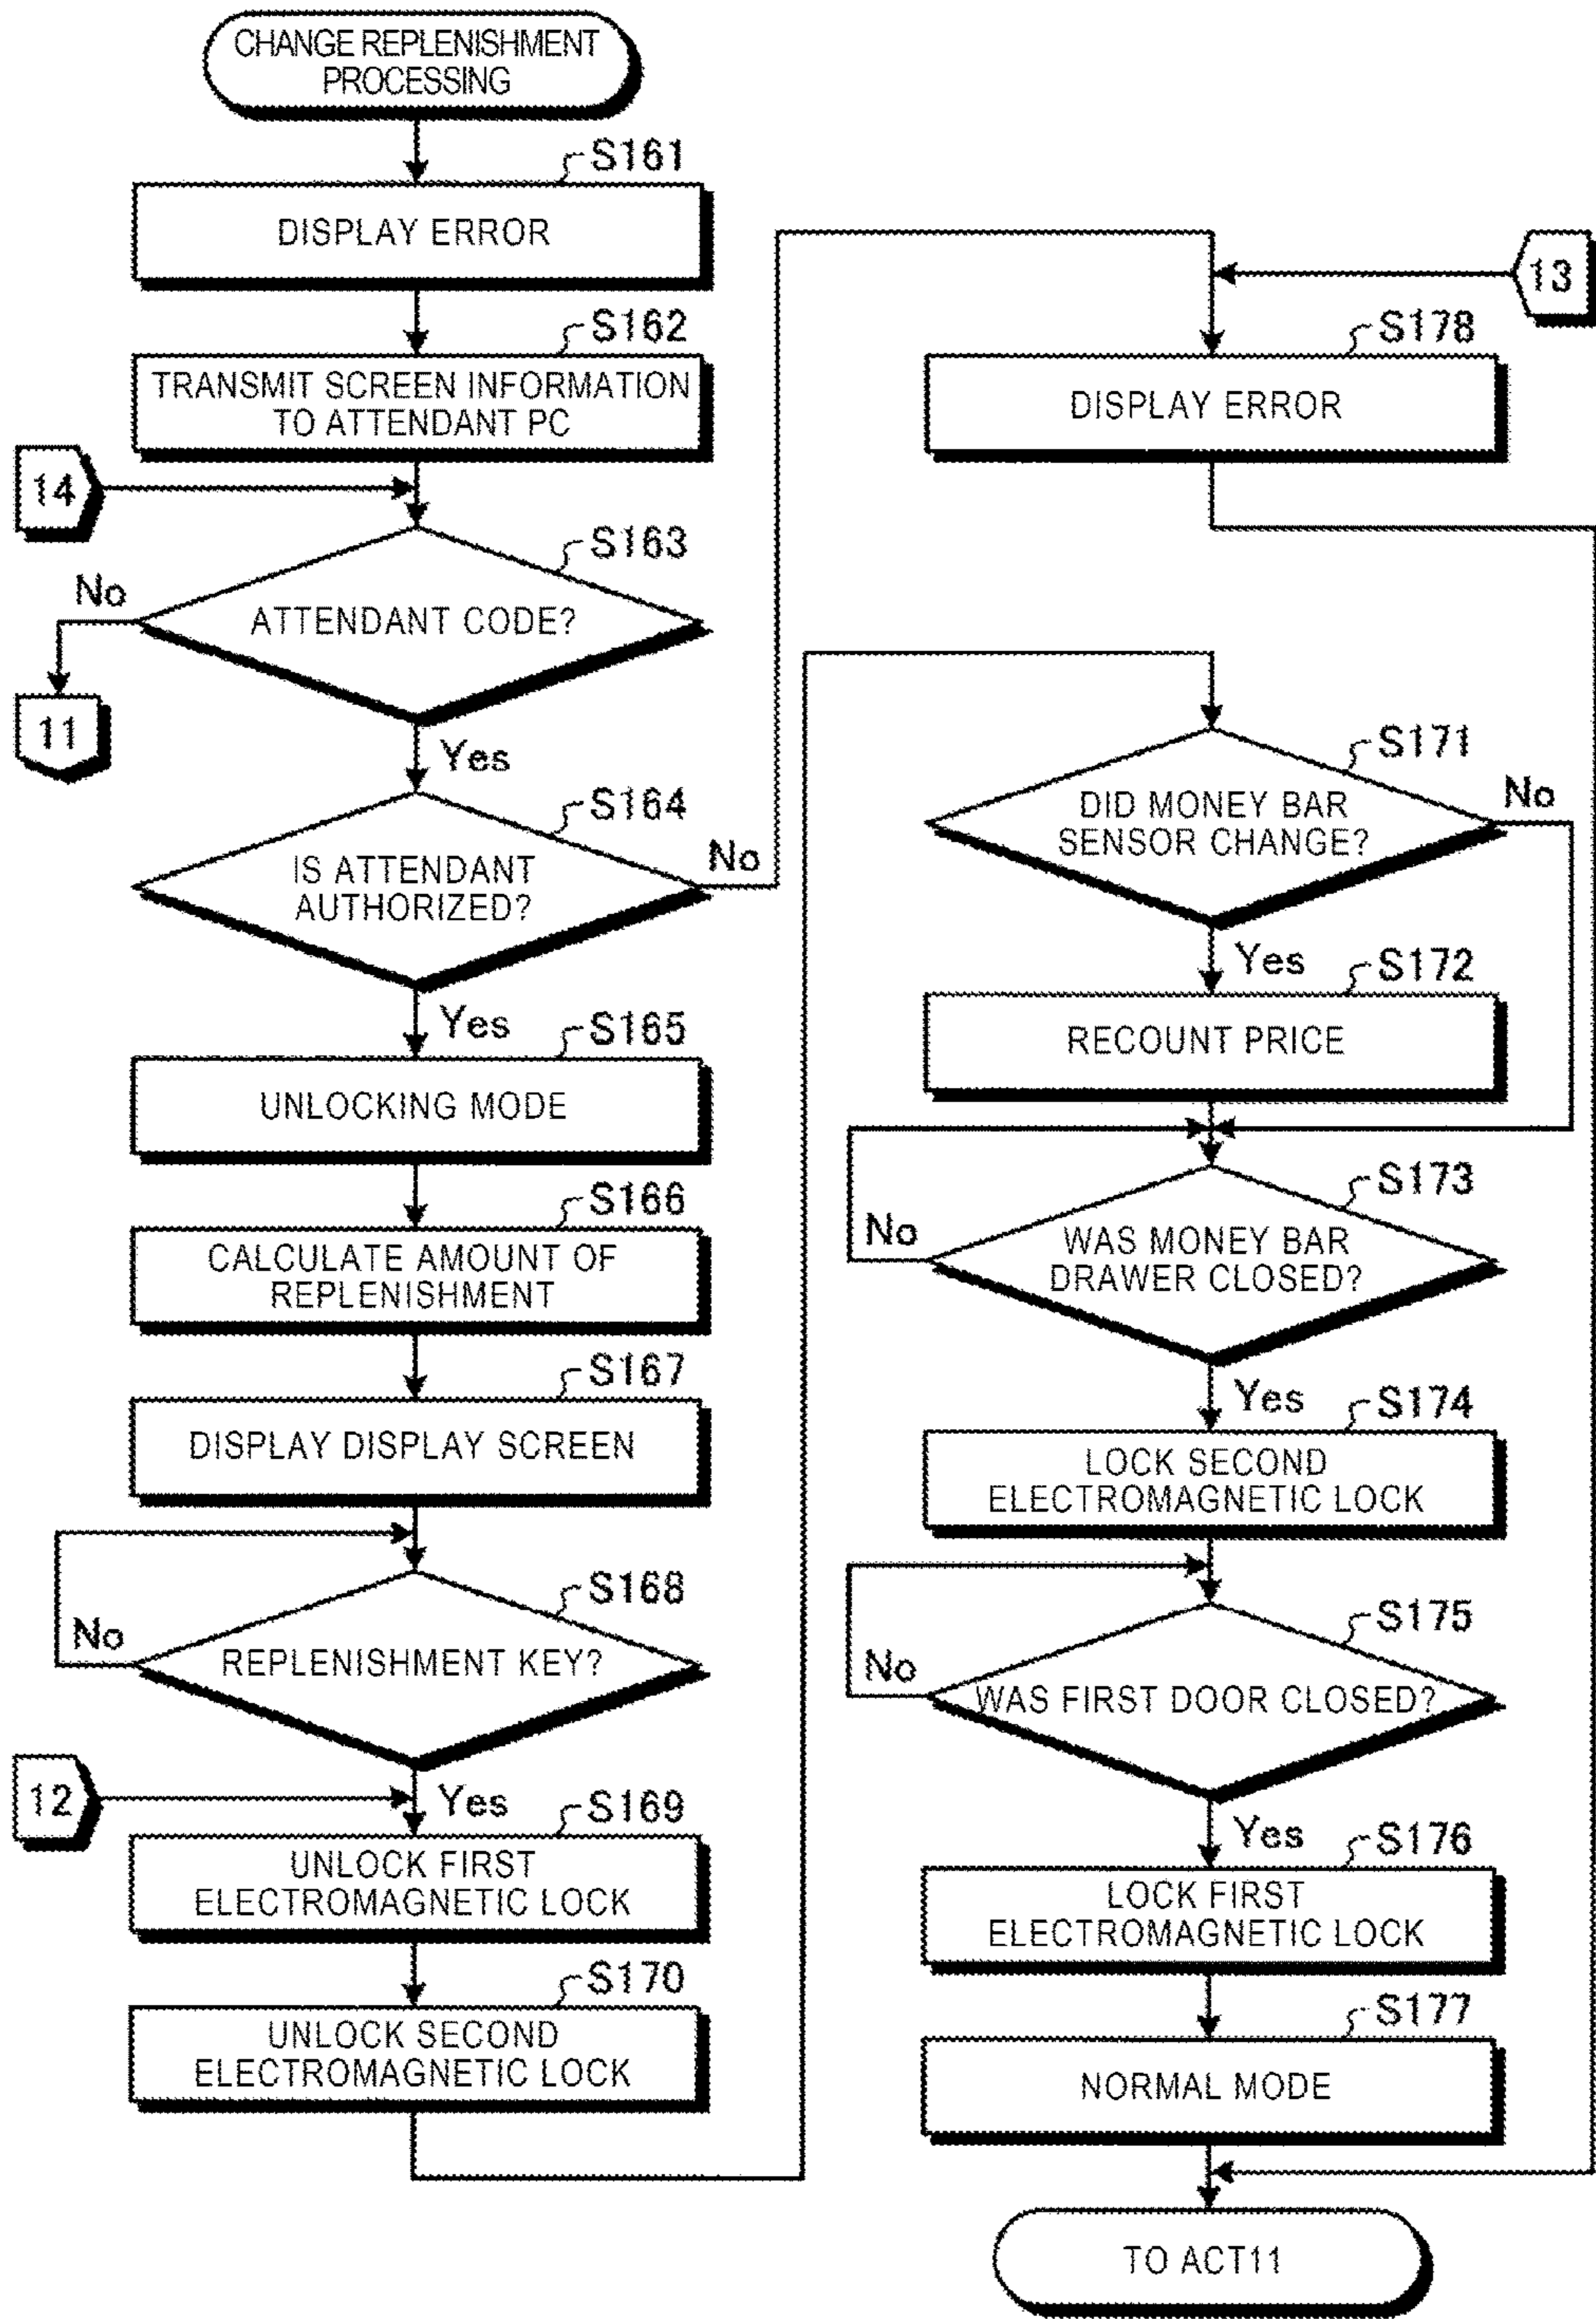 CHANGE REPLENISHMENT
PROCESSING
S161
DISPLAY ERROR
S162
TRANSMIT SCREEN INFORMATION
TO ATTENDANT PC
14
S163
No
ATTENDANT CODE?
11
Yes
S164
IS ATTENDANT
AUTHORIZED?
No
Yes
S165
UNLOCKING MODE
S166
CALCULATE AMOUNT OF
REPLENISHMENT
S167
DISPLAY DISPLAY SCREEN
S168
No
REPLENISHMENT KEY?
12
Yes
S169
UNLOCK FIRST
ELECTROMAGNETIC LOCK
S170
UNLOCK SECOND
ELECTROMAGNETIC LOCK
13
S178
DISPLAY ERROR
S171
DID MONEY BAR
SENSOR CHANGE?
No
Yes
S172
RECOUNT PRICE
S173
No
WAS MONEY BAR
DRAWER CLOSED?
Yes
S174
LOCK SECOND
ELECTROMAGNETIC LOCK
S175
No
WAS FIRST DOOR CLOSED?
Yes
S176
LOCK FIRST
ELECTROMAGNETIC LOCK
S177
NORMAL MODE
TO ACT11